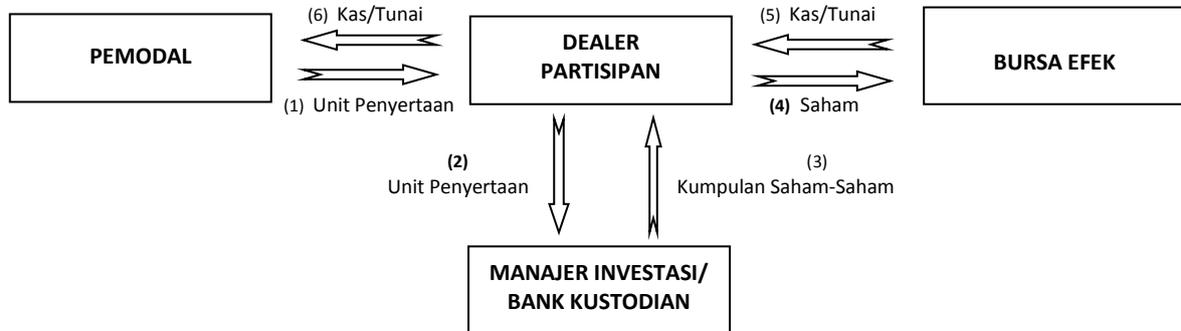 (6) Kas/Tunai
(5) Kas/Tunai
PEMODAL
DEALER
PARTISIPAN
BURSA EFEK
(1) Unit Penyertaan
(4) Saham
(2)
Unit Penyertaan
(3)
Kumpulan Saham-Saham
MANAJER INVESTASI/
BANK KUSTODIAN